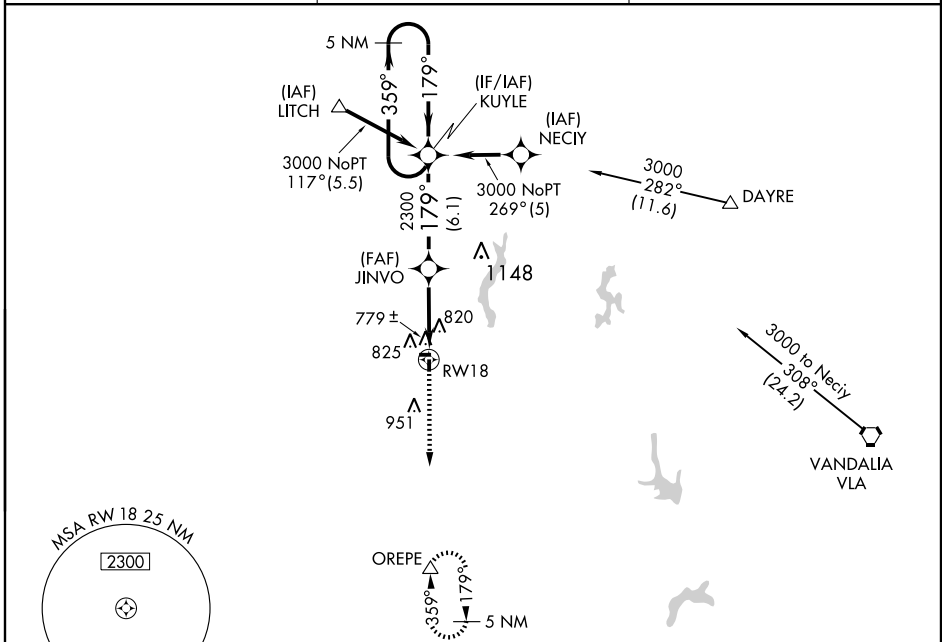 5 NM
359°
179°
(IF/IAF)
KUYLE
(IAF)
LITCH
(IAF)
NECIY
3000 NoPT
117° (5.5)
3000 NoPT
269° (5)
3000
282°
(11.6)
DAYRE
2300
179°
(6.1)
(FAF)
JINVO
1148
779 ±
820
825
RW18
951
3000 to Neciy
308°
(24.2)
VANDALIA
VLA
MSA RW 18 25 NM
2300
OREPE
359°
179°
5 NM